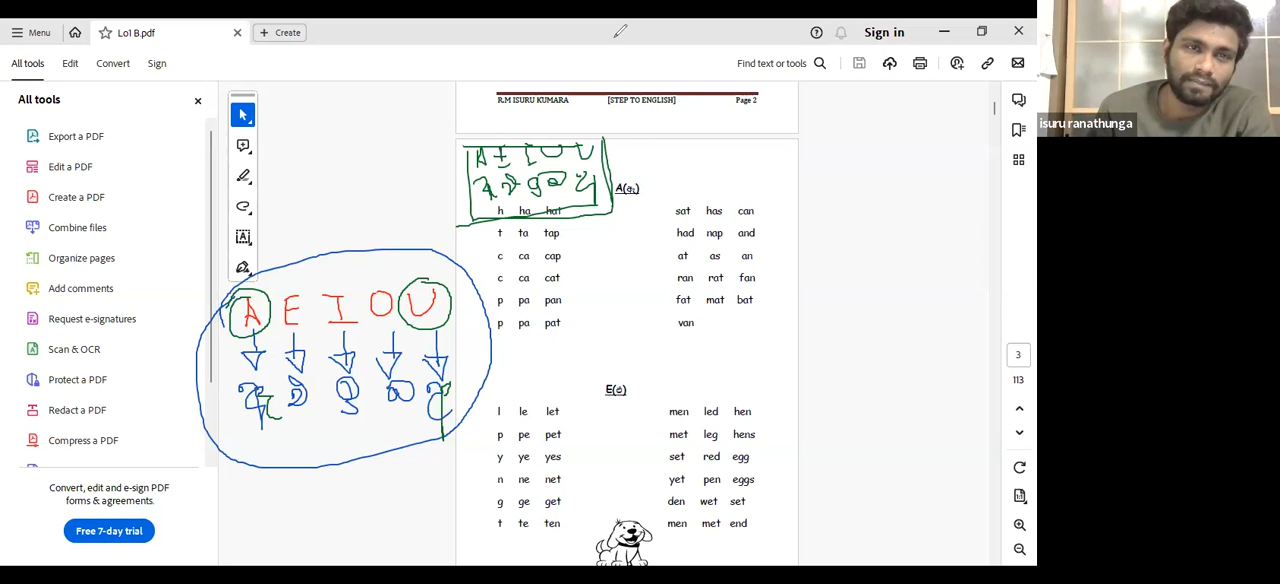 Menu
Lo1 B.pdf
Create
Sign in
All tools
Edit
Convert
Sign
Find text or tools
All tools
Export a PDF
Edit a PDF
Create a PDF
Combine files
Organize pages
Add comments
Request e-signatures
Scan & OCR
Protect a PDF
Redact a PDF
Compress a PDF
Convert, edit and e-sign PDF
forms & agreements.
Free 7-day trial
A E I O U
R.M ISURU KUMARA [STEP TO ENGLISH] Page 2
A(ඇ)
h ha hat sat has can
t ta tap had nap and
c ca cap at as an
c ca cat ran rat fan
p pa pan fat mat bat
p pa pat van
E(එ)
l le let men led hen
p pe pet met leg hens
y ye yes set red egg
n ne net yet pen eggs
g ge get den wet set
t te ten men met end
3
113
isuru ranathunga